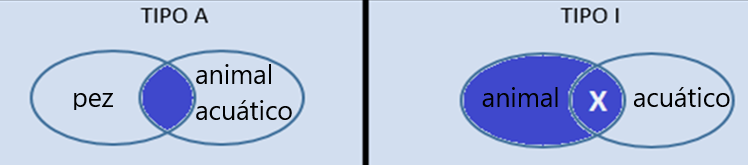 TIPO A
pez
animal
acuático
TIPO I
animal
X
acuático